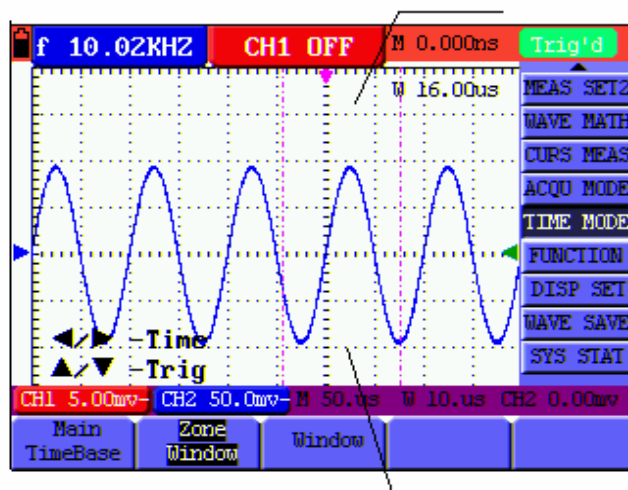 f 10.02KHZ CH1 OFF M 0.000ns Trig'd
W 16.00us
MEAS SET2
WAVE MATH
CURS MEAS
ACQU MODE
TIME MODE
FUNCTION
DISP SET
WAVE SAVE
SYS STAT
◀/▶ -Time
▲/▼ -Trig
CH1 5.00mv- CH2 50.0mv- M 50.us W 10.us CH2 0.00mv
Main
TimeBase
Zone
Window
Window